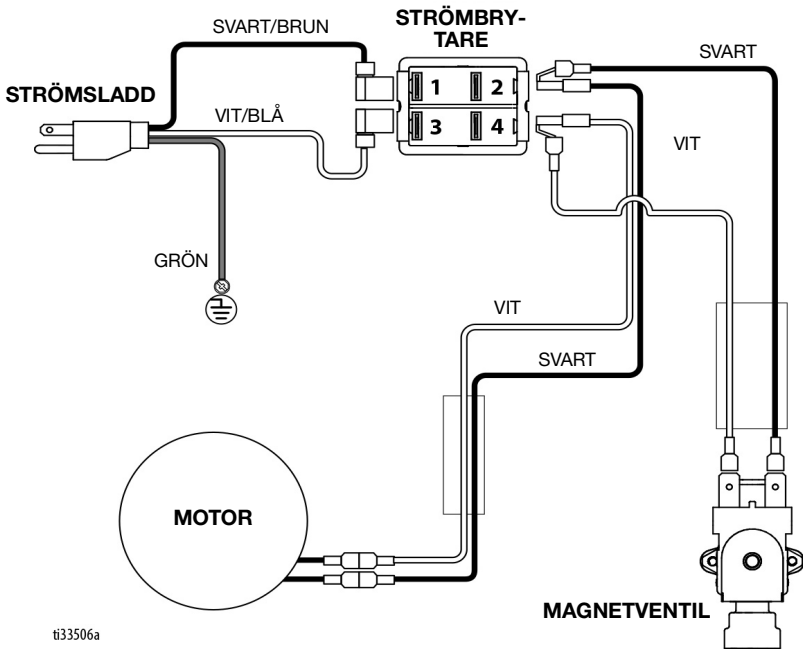 STRÖMBRY-
TARE
SVART/BRUN
SVART
STRÖMSLADD
1 2
VIT/BLÅ
3 4
VIT
GRÖN
VIT
SVART
MOTOR
MAGNETVENTIL
ti33506a